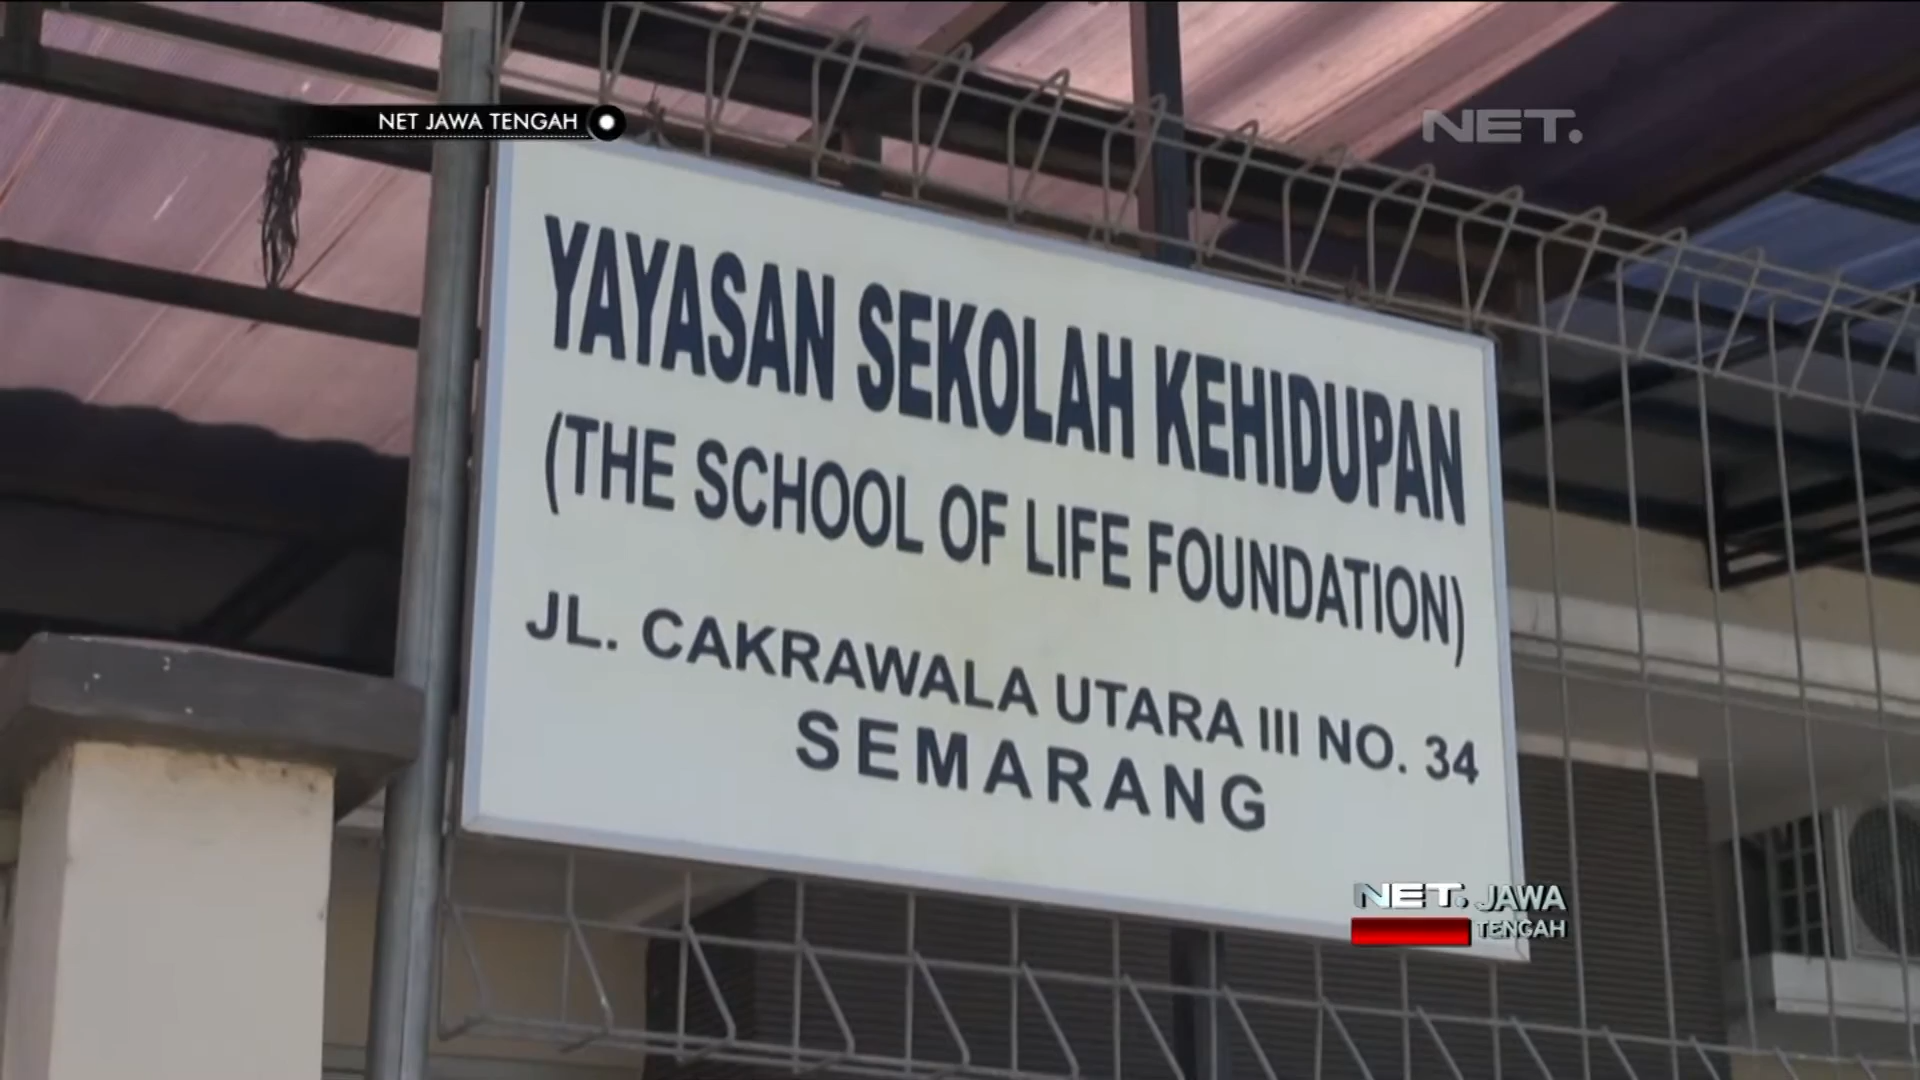 NET JAWA TENGAH
NET.
YAYASAN SEKOLAH KEHIDUPAN
(THE SCHOOL OF LIFE FOUNDATION)
JL. CAKRAWALA UTARA III NO. 34
SEMARANG
NET. JAWA
TENGAH